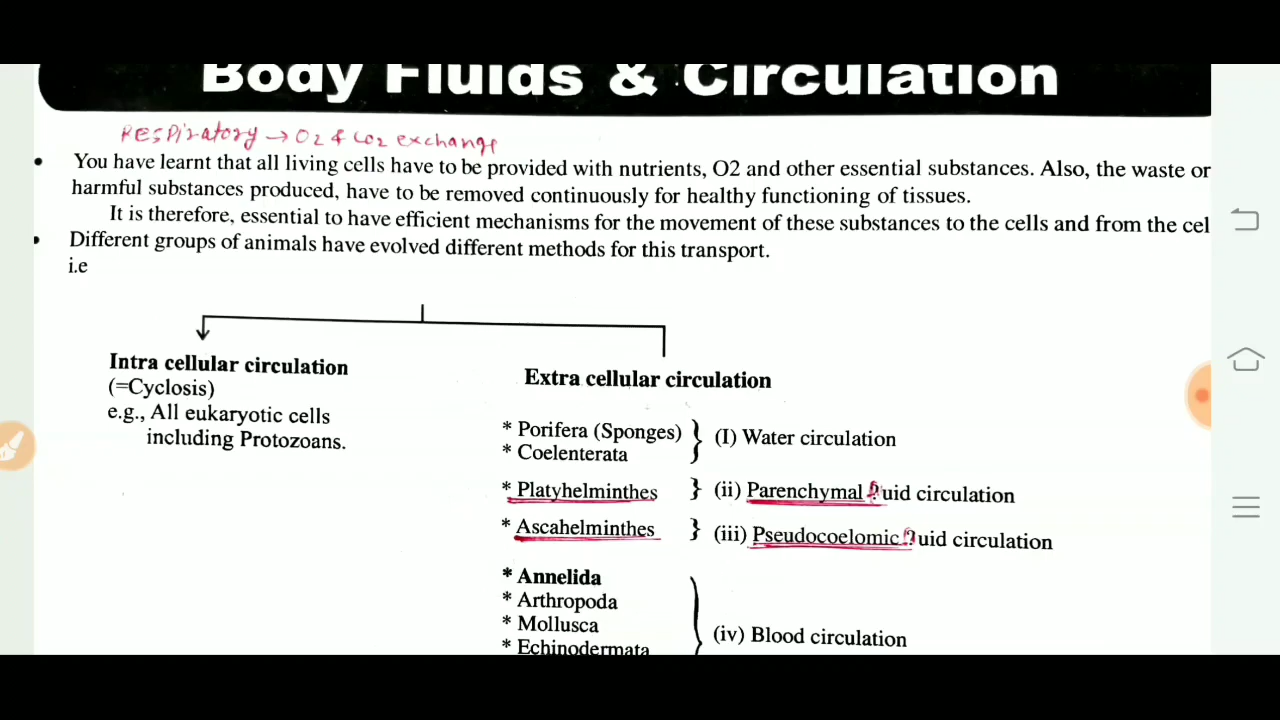 Body Fluids & Circulation
RESPiratory → O2 & CO2 exchange
• You have learnt that all living cells have to be provided with nutrients, O2 and other essential substances. Also, the waste or
harmful substances produced, have to be removed continuously for healthy functioning of tissues.
It is therefore, essential to have efficient mechanisms for the movement of these substances to the cells and from the cel
• Different groups of animals have evolved different methods for this transport.
i.e
Intra cellular circulation
(=Cyclosis)
e.g., All eukaryotic cells
including Protozoans.
Extra cellular circulation
* Porifera (Sponges)
* Coelenterata
} (I) Water circulation
* Platyhelminthes } (ii) Parenchymal ?uid circulation
* Ascahelminthes } (iii) Pseudocoelomic ?uid circulation
* Annelida
* Arthropoda
* Mollusca
* Echinodermata
(iv) Blood circulation